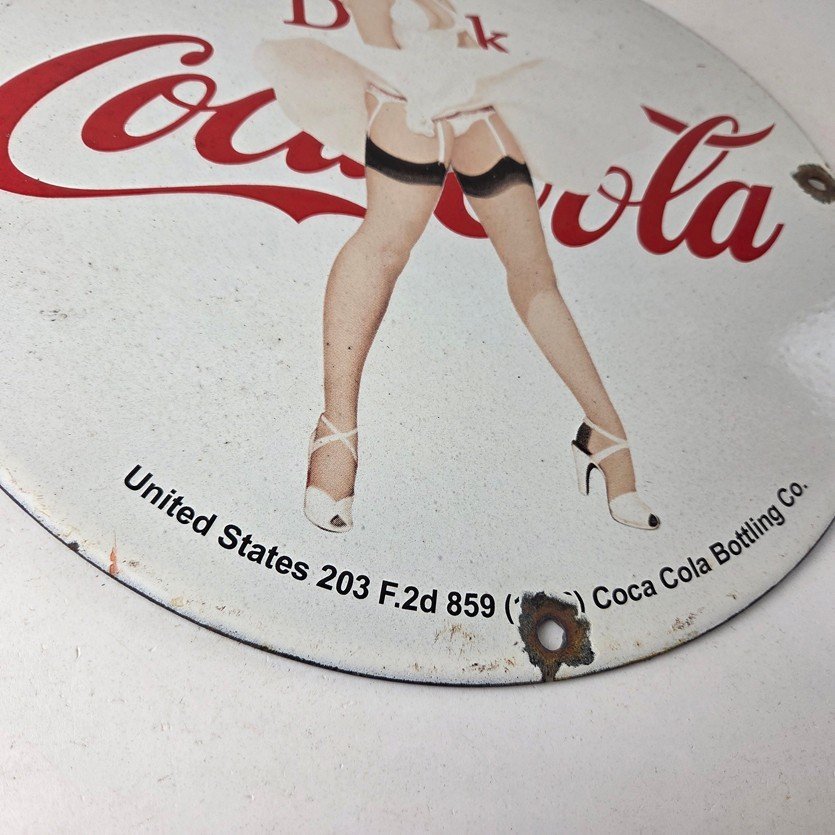 Coca-Cola
United States 203 F.2d 859 ( ) Coca Cola Bottling Co.